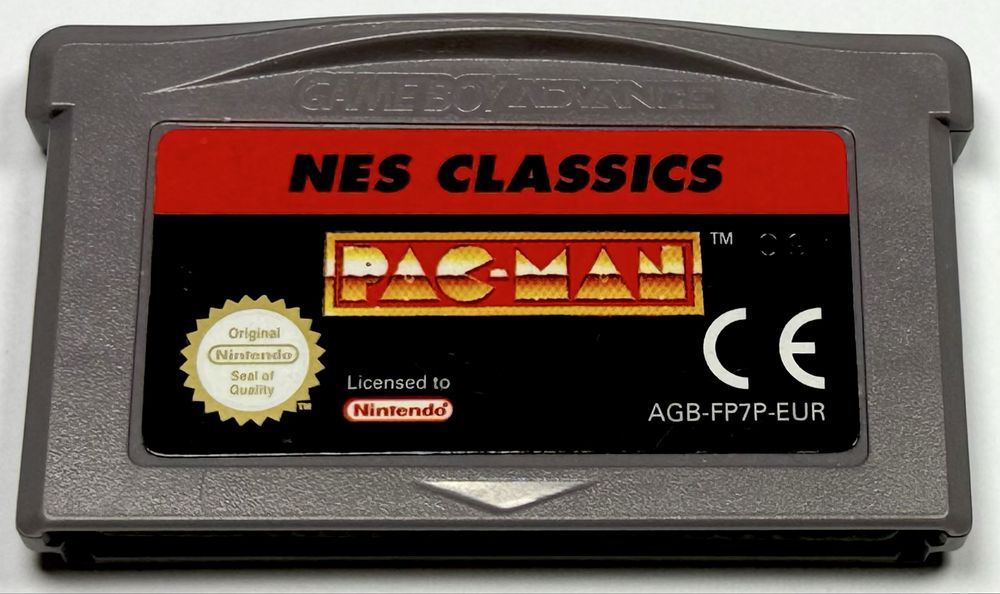 GAME BOY ADVANCE
NES CLASSICS
PAC-MAN TM
CE
Original
Nintendo
Seal of
Quality
TM
Licensed to
Nintendo®
AGB-FP7P-EUR